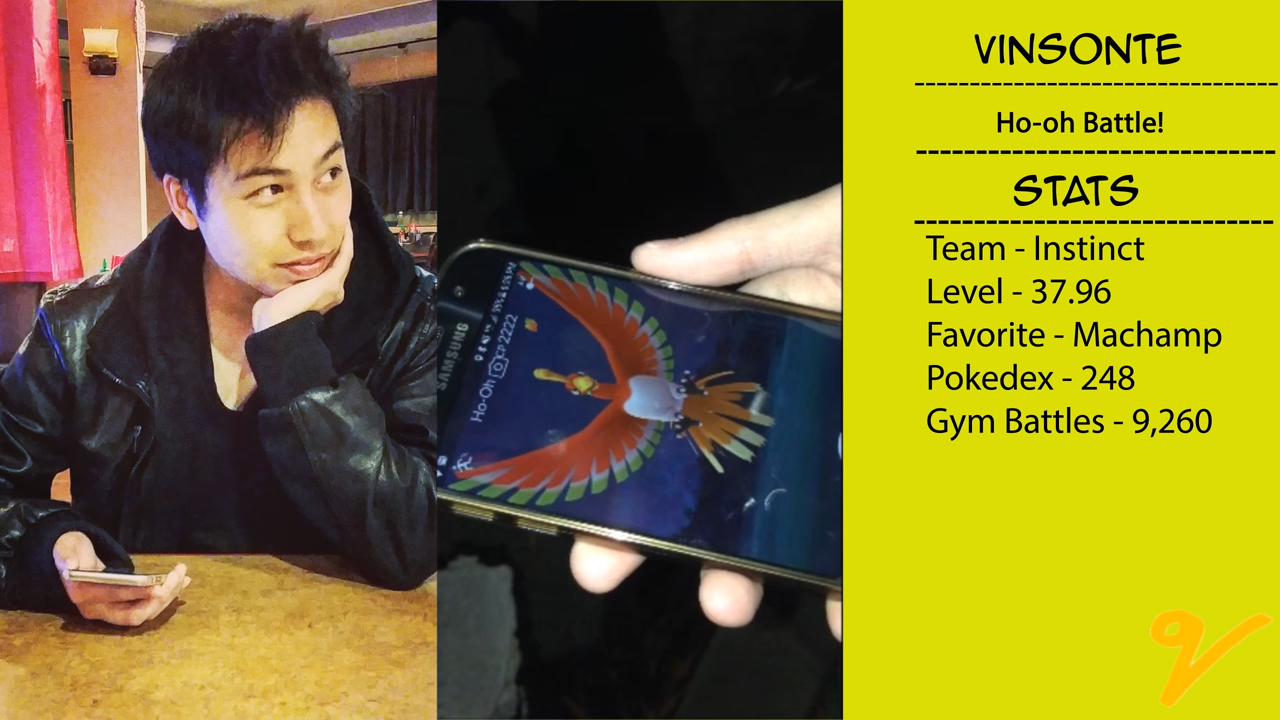 SAMSUNG
Ho-Oh CP 2222
VINSONTE
Ho-oh Battle!
STATS
Team - Instinct
Level - 37.96
Favorite - Machamp
Pokedex - 248
Gym Battles - 9,260